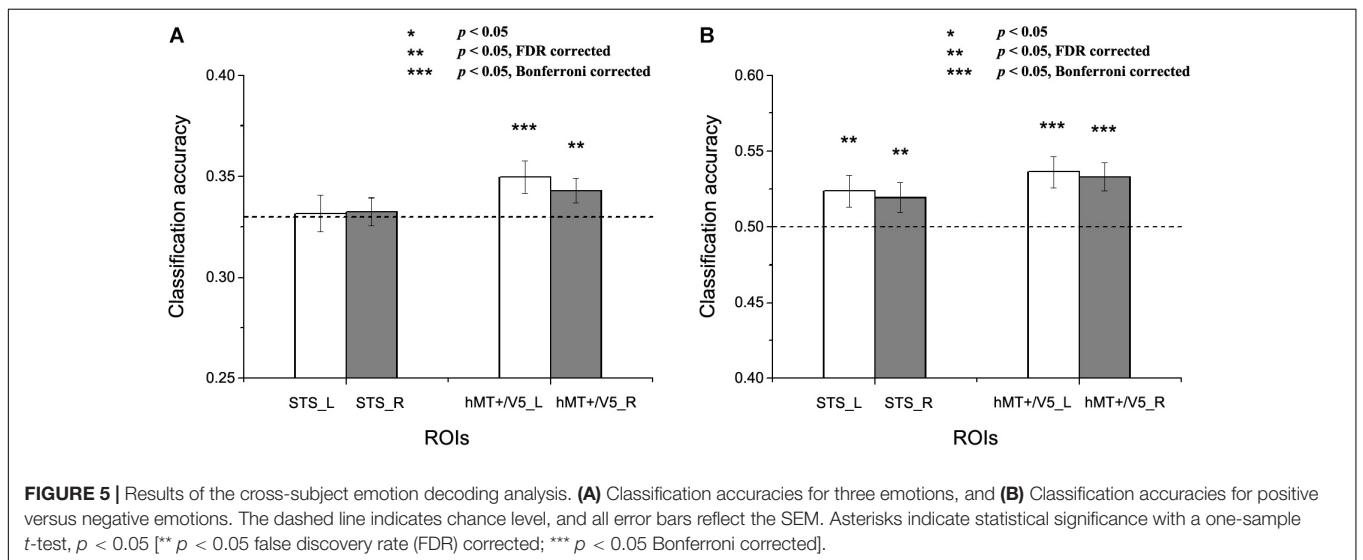 A
* p < 0.05
** p < 0.05, FDR corrected
*** p < 0.05, Bonferroni corrected
0.40
0.35
0.30
0.25
Classification accuracy
***
**
STS_L STS_R hMT+/V5_L hMT+/V5_R
ROIs
B
* p < 0.05
** p < 0.05, FDR corrected
*** p < 0.05, Bonferroni corrected
0.60
0.55
0.50
0.45
0.40
Classification accuracy
**
**
***
***
STS_L STS_R hMT+/V5_L hMT+/V5_R
ROIs
FIGURE 5 | Results of the cross-subject emotion decoding analysis. (A) Classification accuracies for three emotions, and (B) Classification accuracies for positive
versus negative emotions. The dashed line indicates chance level, and all error bars reflect the SEM. Asterisks indicate statistical significance with a one-sample
t-test, p < 0.05 [** p < 0.05 false discovery rate (FDR) corrected; *** p < 0.05 Bonferroni corrected].